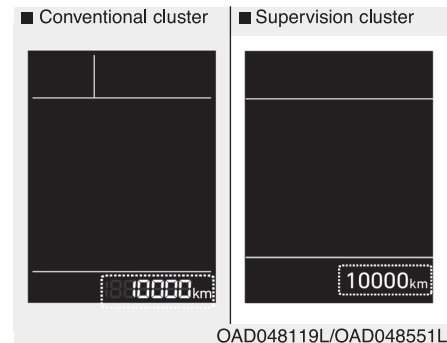 ■ Conventional cluster
■ Supervision cluster
10000km
10000km
OAD048119L/OAD048551L